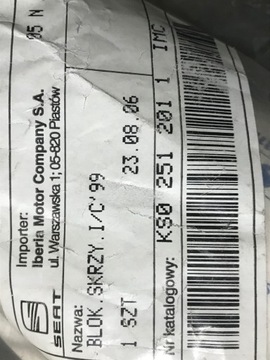 SEAT
Importer:
Iberia Motor Company S.A.
ul. Warszawska 1; 05-820 Piastów
05 N
Nazwa:
BLOK.SKRZY.I/C'99
1 SZT 23.08.06
Nr katalogowy: KS0 251 201 1 IMC